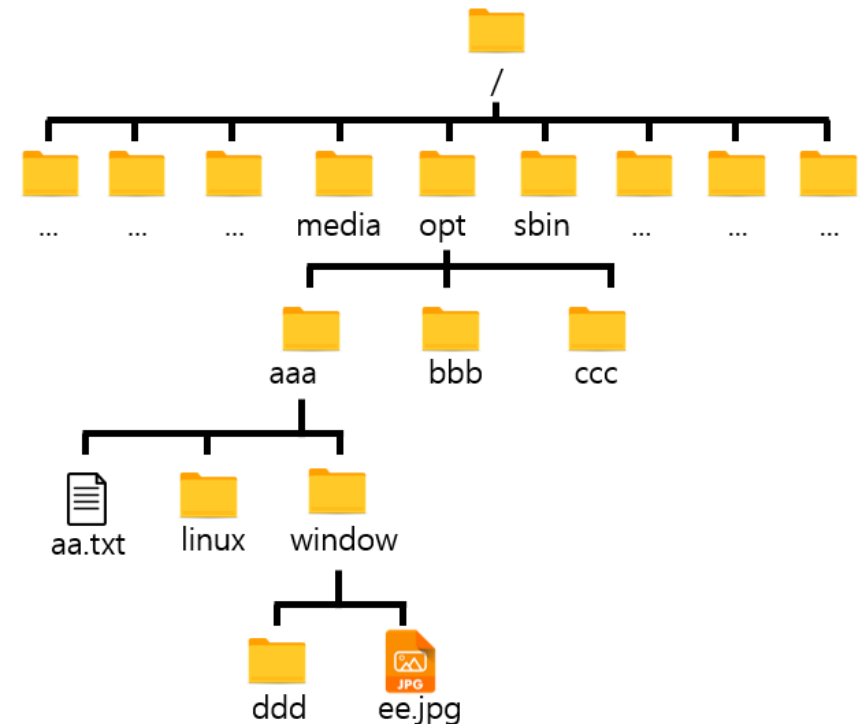 /
... ... ... media opt sbin ... ... ...
aaa bbb ccc
aa.txt linux window
JPG
ddd ee.jpg